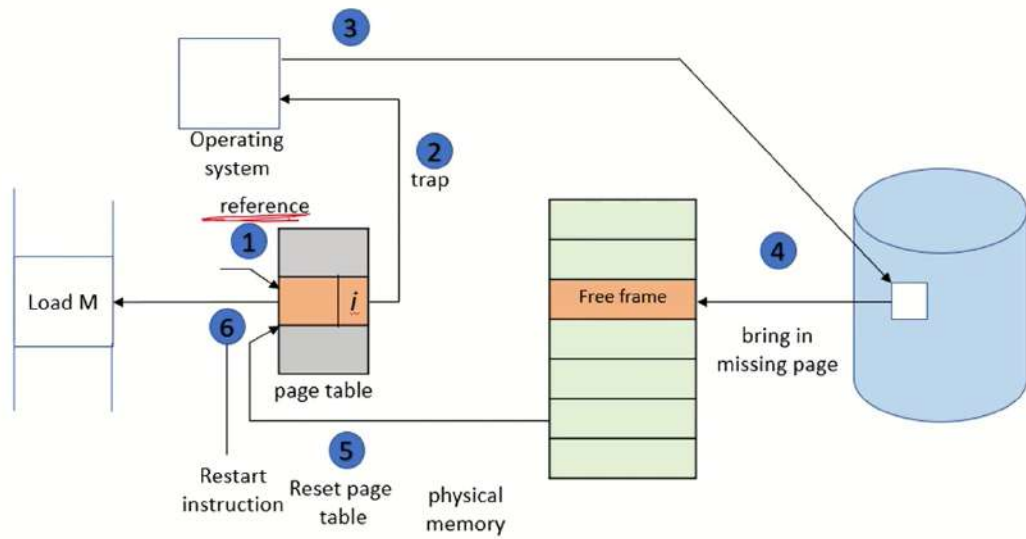 3
Operating
system
2
trap
reference
1
4
Load M
i
Free frame
6
bring in
missing page
page table
5
Restart
instruction
Reset page
table
physical
memory